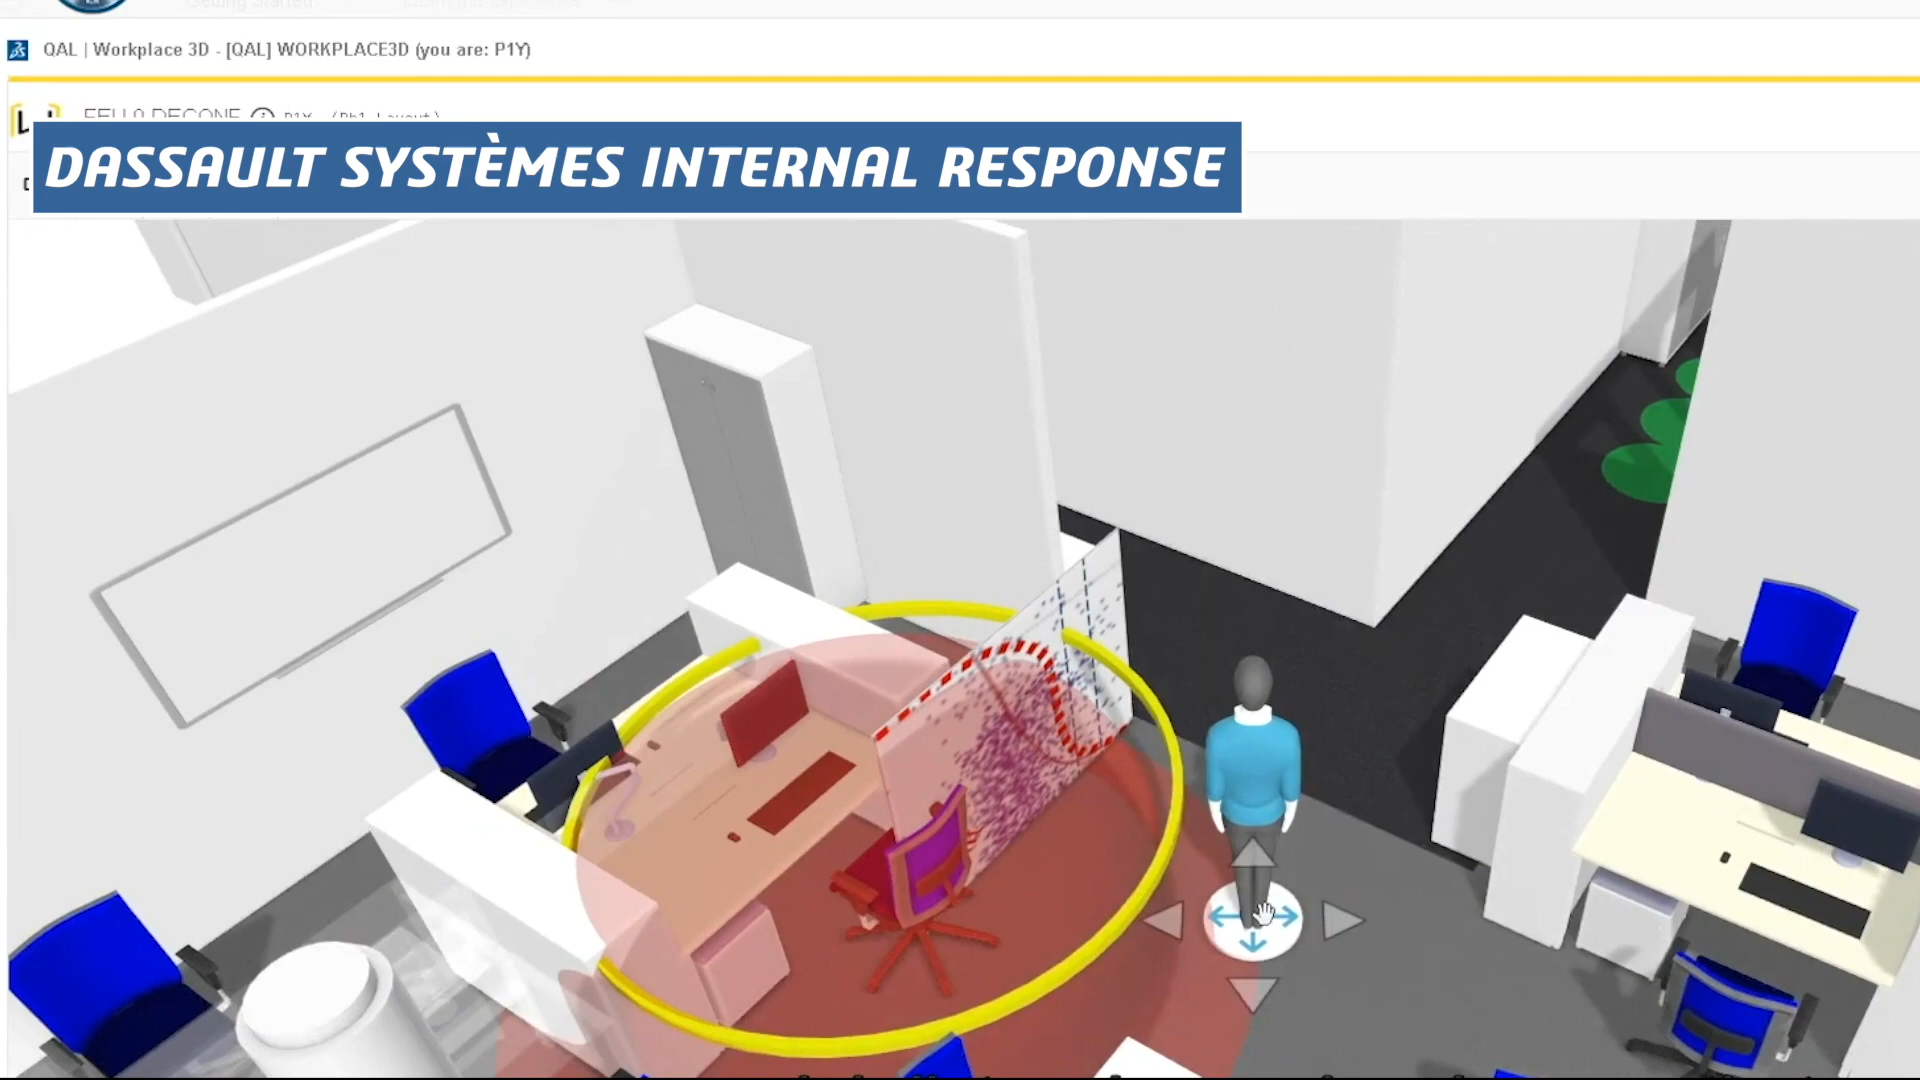 QAL | Workplace 3D - [QAL] WORKPLACE3D (you are: P1Y)
DASSAULT SYSTÈMES INTERNAL RESPONSE